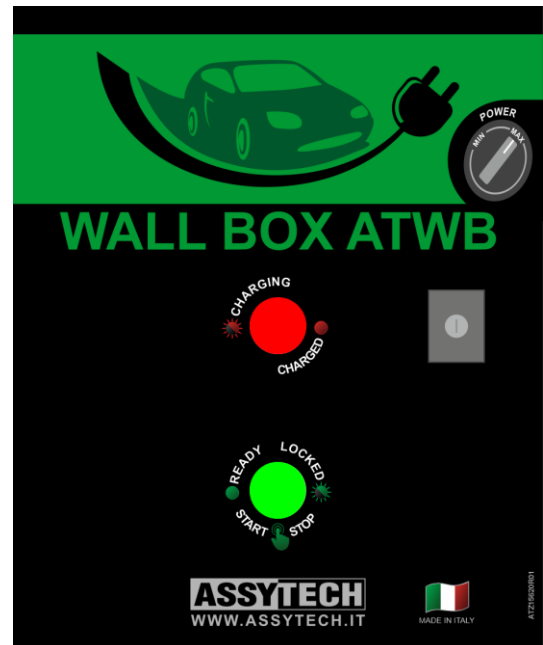 POWER
MIN MAX
WALL BOX ATWB
CHARGING
CHARGED
READY LOCKED
START STOP
ASSYTECH
WWW.ASSYTECH.IT
MADE IN ITALY
ATZ15620R01